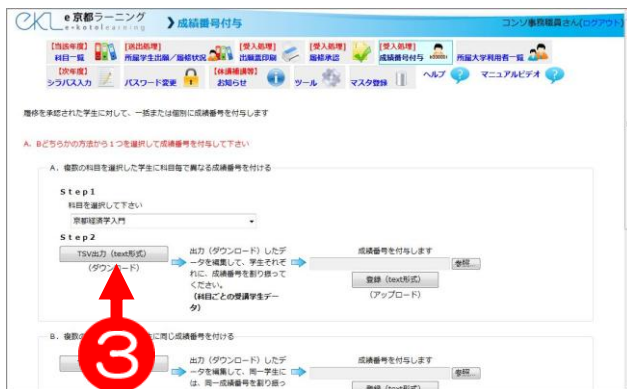 e京都ラーニング
e-kotolearning
成績番号付与
コンソ事務職員さん(ログアウト)
【当該年度】
科目一覧
【送出処理】
所属学生出願／履修状況
【受入処理】
出願票印刷
【受入処理】
履修承認
【受入処理】
成績番号付与
所属大学利用者一覧
【次年度】
シラバス入力
パスワード変更
【休講補講等】
お知らせ
ツール
マスタ登録
ヘルプ
マニュアルビデオ
履修を承認された学生に対して、一括または個別に成績番号を付与します
A、Bどちらかの方法から１つを選択して成績番号を付与して下さい
A、複数の科目を選択した学生に科目毎で異なる成績番号を付ける
Ｓｔｅｐ1
科目を選択して下さい
京都経済学入門
Ｓｔｅｐ2
TSV出力（text形式）
（ダウンロード）
出力（ダウンロード）したデ
ータを編集して、学生それぞ
れに、成績番号を割り振って
ください。
（科目ごとの受講学生デー
タ）
成績番号を付与します
参照...
登録（text形式）
（アップロード）
3
B、複数の
生に同じ成績番号を付ける
出力（ダウンロード）したデ
ータを編集して、同一学生に
は、同一成績番号を割り振っ
成績番号を付与します
参照...
登録（text形式）